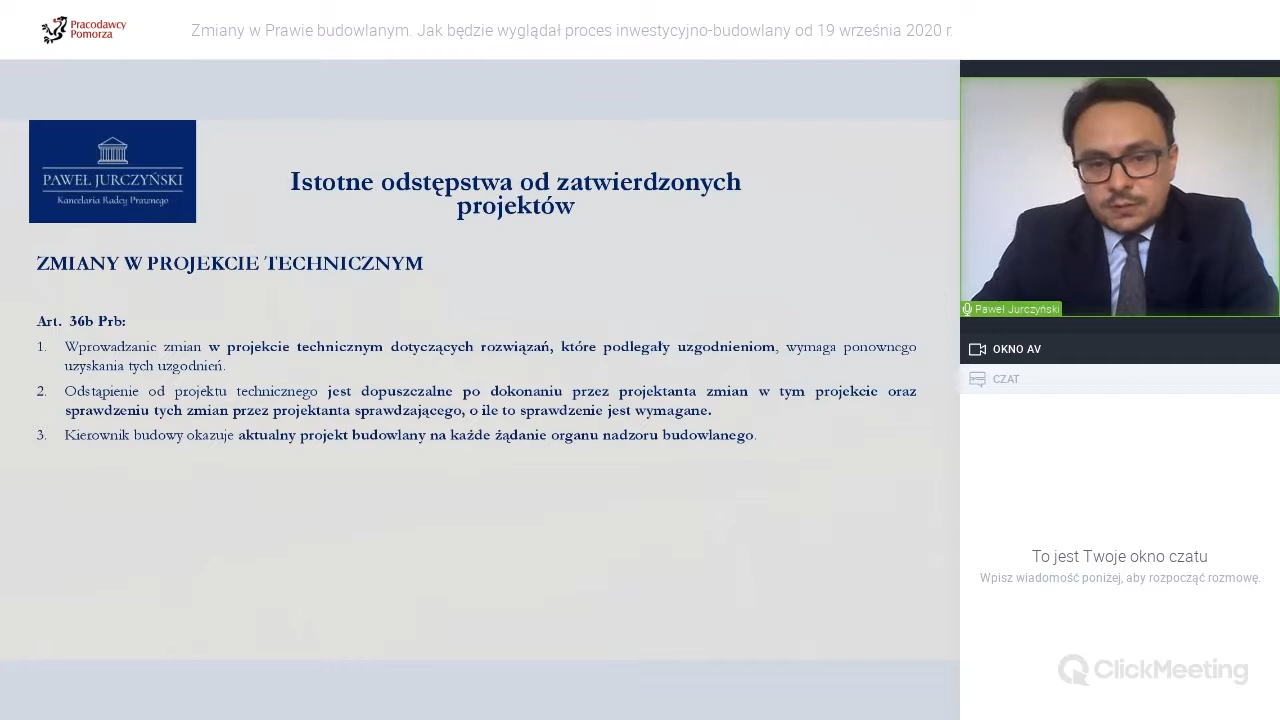 Pracodawcy
Pomorza
Zmiany w Prawie budowlanym. Jak będzie wyglądał proces inwestycyjno-budowlany od 19 września 2020 r.
PAWEŁ JURCZYŃSKI
Kancelaria Radcy Prawnego
Istotne odstępstwa od zatwierdzonych
projektów
ZMIANY W PROJEKCIE TECHNICZNYM
Art. 36b Prb:
1. Wprowadzanie zmian w projekcie technicznym dotyczących rozwiązań, które podlegały uzgodnieniom, wymaga ponownego
uzyskania tych uzgodnień.
2. Odstąpienie od projektu technicznego jest dopuszczalne po dokonaniu przez projektanta zmian w tym projekcie oraz
sprawdzeniu tych zmian przez projektanta sprawdzającego, o ile to sprawdzenie jest wymagane.
3. Kierownik budowy okazuje aktualny projekt budowlany na każde żądanie organu nadzoru budowlanego.
Paweł Jurczyński
OKNO AV
CZAT
To jest Twoje okno czatu
Wpisz wiadomość poniżej, aby rozpocząć rozmowę.
ClickMeeting